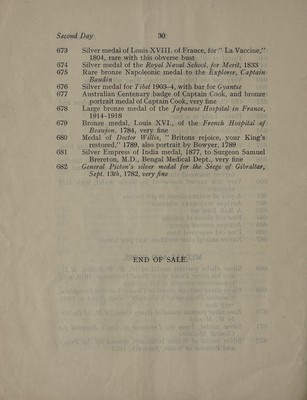 Second Day 30
673 Silver medal of Louis XVIII. of France, for “ La Vaccine,”
1804, rare with this obverse bust
674 Silver medal of the Royal Naval School, for Merit, 1833
675 Rare bronze Napoleonic medal to the Explorer, Captain
Baudin
676 Silver medal for Tibet 1903-4, with bar for Gyantse
677 Australian Centenary badge of Captain Cook, and bronze
portrait medal of Captain Cook, very fine
678 Large bronze medal of the Japanese Hospital in France,
1914-1918
679 Bronze medal, Louis XVI., of the French Hospital of
Beaujon, 1784, very fine
680 Medal of Doctor Willis, “ Britons rejoice, your King's
restored,” 1789, also portrait by Bowyer, 1789
681 Silver Empress of India medal, 1877, to Surgeon Samuel
Brereton, M.D., Bengal Medical Dept., very fine
682 General Picton's silver medal for the Siege of Gibraltar,
Sept. 13th, 1782, very fine
END OF SALE.